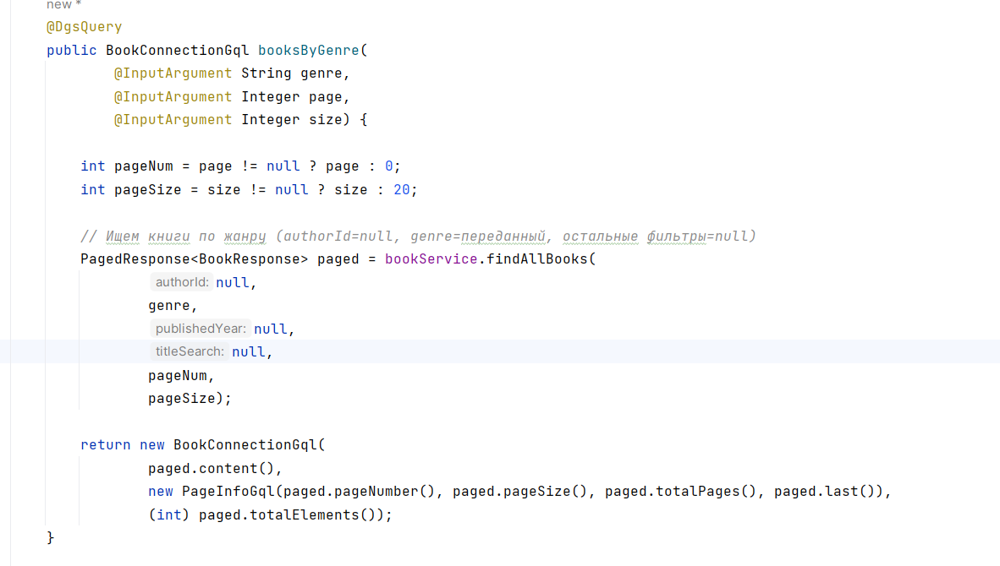 new *
@DgsQuery
public BookConnectionGql booksByGenre(
@InputArgument String genre,
@InputArgument Integer page,
@InputArgument Integer size) {
int pageNum = page != null ? page : 0;
int pageSize = size != null ? size : 20;
// Ищем книги по жанру (authorId=null, genre=переданный, остальные фильтры=null)
PagedResponse<BookResponse> paged = bookService.findAllBooks(
authorId: null,
genre,
publishedYear: null,
titleSearch: null,
pageNum,
pageSize);
return new BookConnectionGql(
paged.content(),
new PageInfoGql(paged.pageNumber(), paged.pageSize(), paged.totalPages(), paged.last()),
(int) paged.totalElements());
}